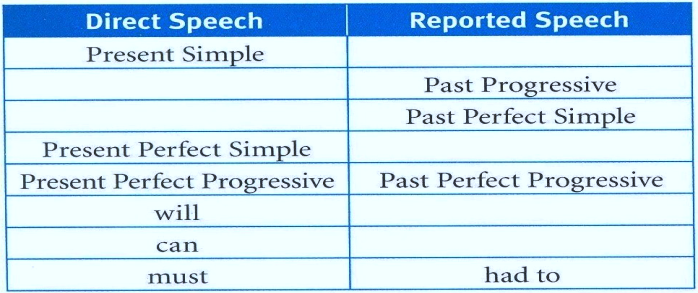 Direct Speech Reported Speech
Present Simple
Past Progressive
Past Perfect Simple
Present Perfect Simple
Present Perfect Progressive Past Perfect Progressive
will
can
must had to